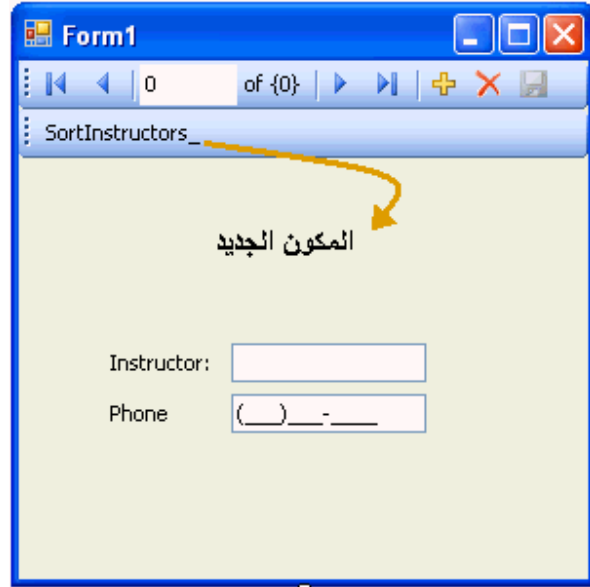 Form1
0 of {0}
SortInstructors_
المكون الجديد
Instructor:
Phone (___)___-____